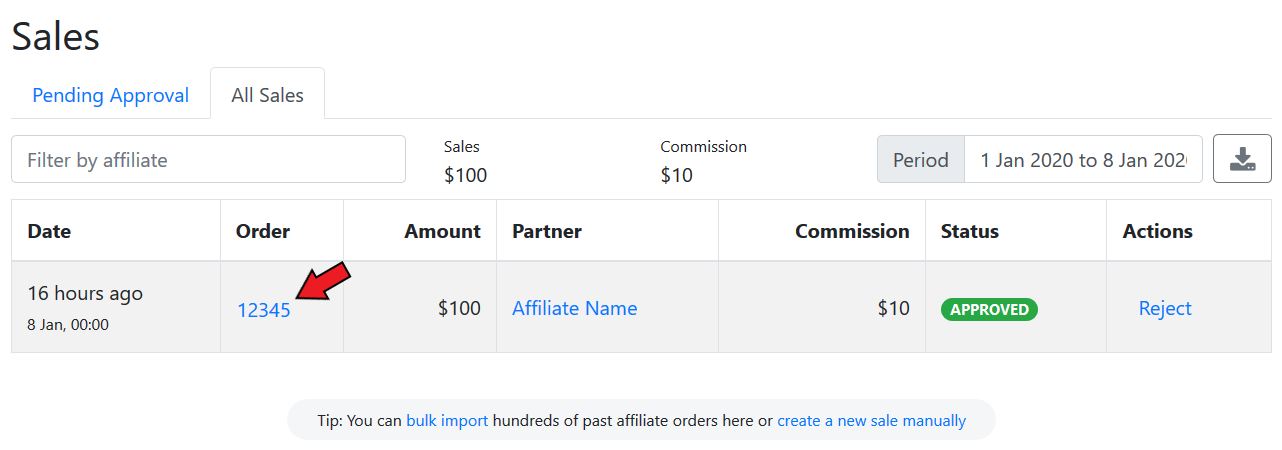 Sales
Pending Approval All Sales
Filter by affiliate
Sales
$100
Commission
$10
Period 1 Jan 2020 to 8 Jan 202
Date Order Amount Partner Commission Status Actions
16 hours ago
8 Jan, 00:00
12345 $100 Affiliate Name $10 APPROVED Reject
Tip: You can bulk import hundreds of past affiliate orders here or create a new sale manually